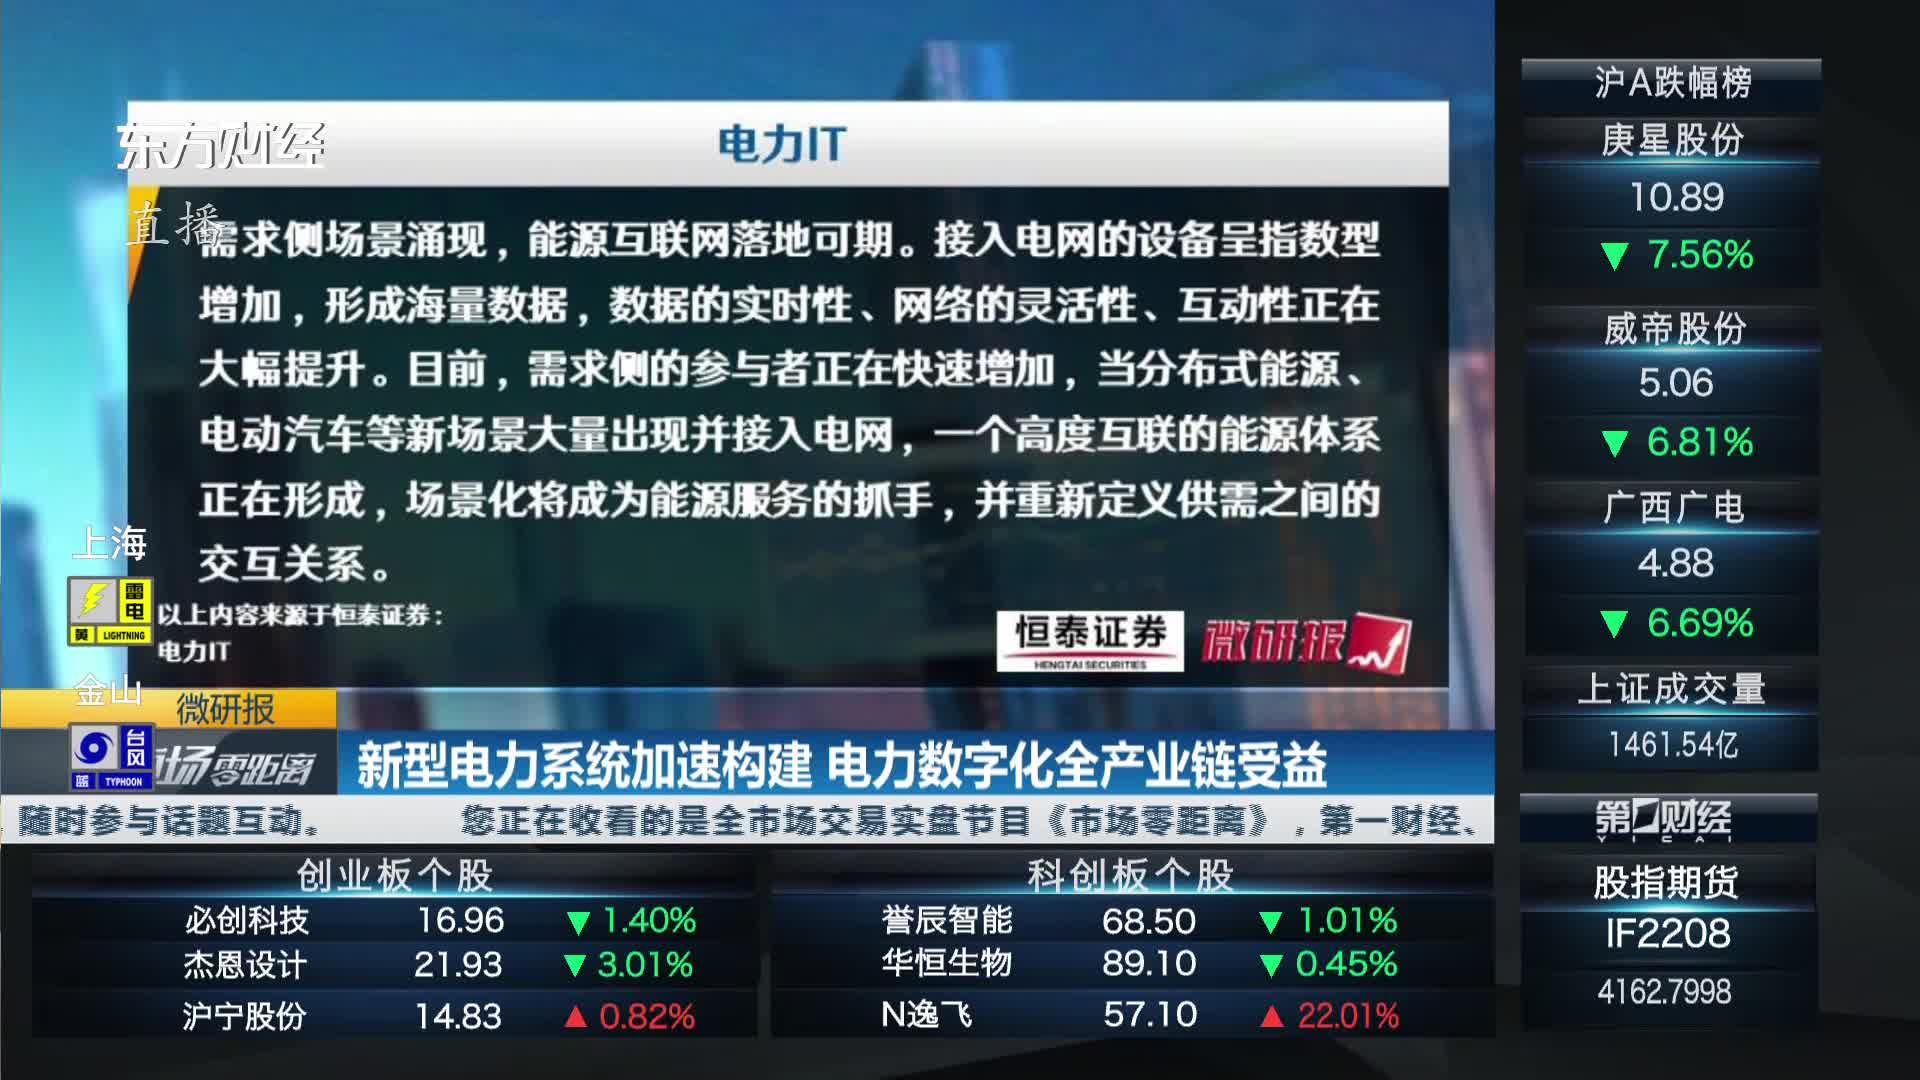 电力IT
东方财经
直播
需求侧场景涌现，能源互联网落地可期。接入电网的设备呈指数型
增加，形成海量数据，数据的实时性、网络的灵活性、互动性正在
大幅提升。目前，需求侧的参与者正在快速增加，当分布式能源、
电动汽车等新场景大量出现并接入电网，一个高度互联的能源体系
正在形成，场景化将成为能源服务的抓手，并重新定义供需之间的
交互关系。
以上内容来源于恒泰证券：
电力IT
恒泰证券
HENGTAI SECURITIES
微研报
上海
雷电
黄 LIGHTNING
金山
台风
蓝 TYPHOON
微研报
市场零距离
新型电力系统加速构建 电力数字化全产业链受益
随时参与话题互动。 您正在收看的是全市场交易实盘节目《市场零距离》，第一财经、
创业板个股
必创科技 16.96 ▼ 1.40%
杰恩设计 21.93 ▼ 3.01%
沪宁股份 14.83 ▲ 0.82%
科创板个股
誉辰智能 68.50 ▼ 1.01%
华恒生物 89.10 ▼ 0.45%
N逸飞 57.10 ▲ 22.01%
沪A跌幅榜
庚星股份
10.89
▼ 7.56%
威帝股份
5.06
▼ 6.81%
广西广电
4.88
▼ 6.69%
上证成交量
1461.54亿
第一财经
YICAI
股指期货
IF2208
4162.7998